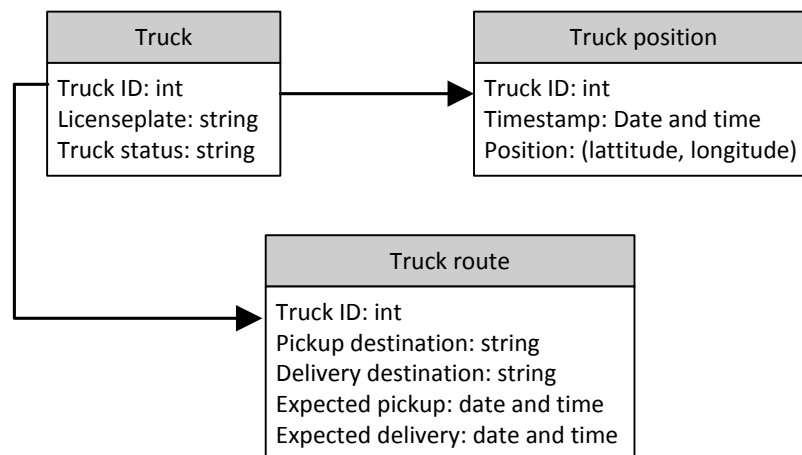 Truck
Truck ID: int
Licenseplate: string
Truck status: string
Truck position
Truck ID: int
Timestamp: Date and time
Position: (lattitude, longitude)
Truck route
Truck ID: int
Pickup destination: string
Delivery destination: string
Expected pickup: date and time
Expected delivery: date and time